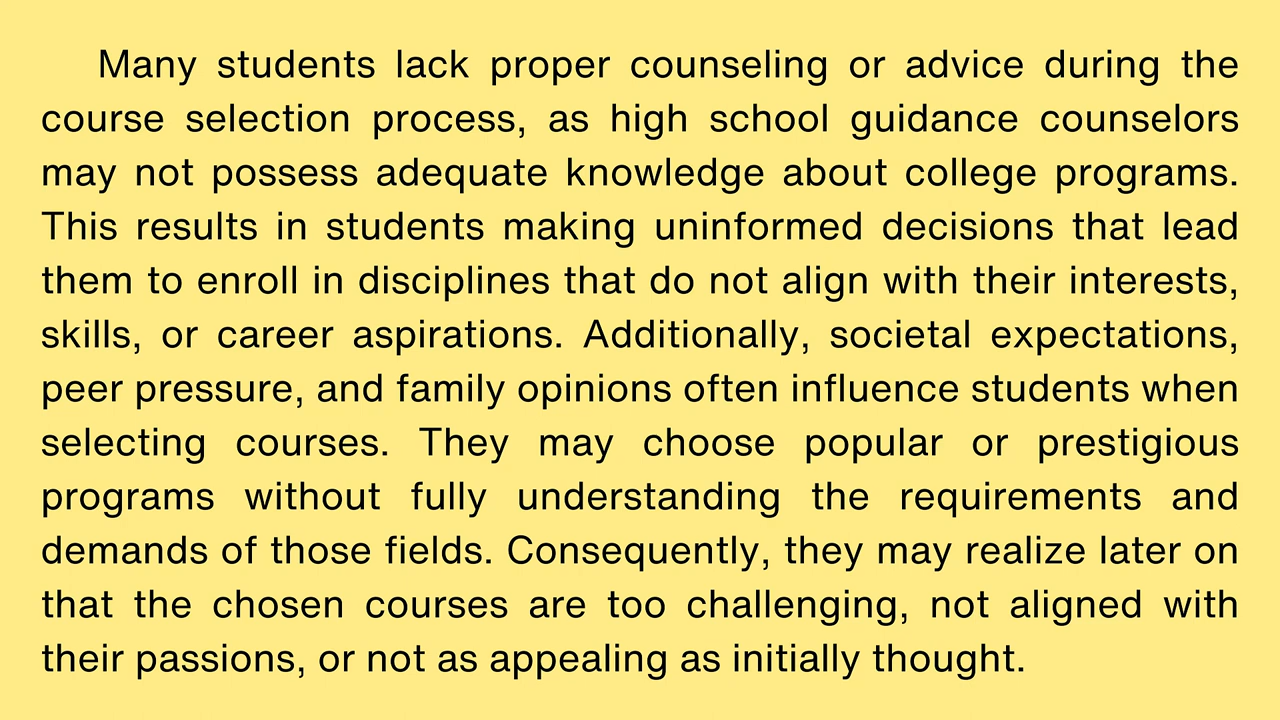 Many students lack proper counseling or advice during the
course selection process, as high school guidance counselors
may not possess adequate knowledge about college programs.
This results in students making uninformed decisions that lead
them to enroll in disciplines that do not align with their interests,
skills, or career aspirations. Additionally, societal expectations,
peer pressure, and family opinions often influence students when
selecting courses. They may choose popular or prestigious
programs without fully understanding the requirements and
demands of those fields. Consequently, they may realize later on
that the chosen courses are too challenging, not aligned with
their passions, or not as appealing as initially thought.